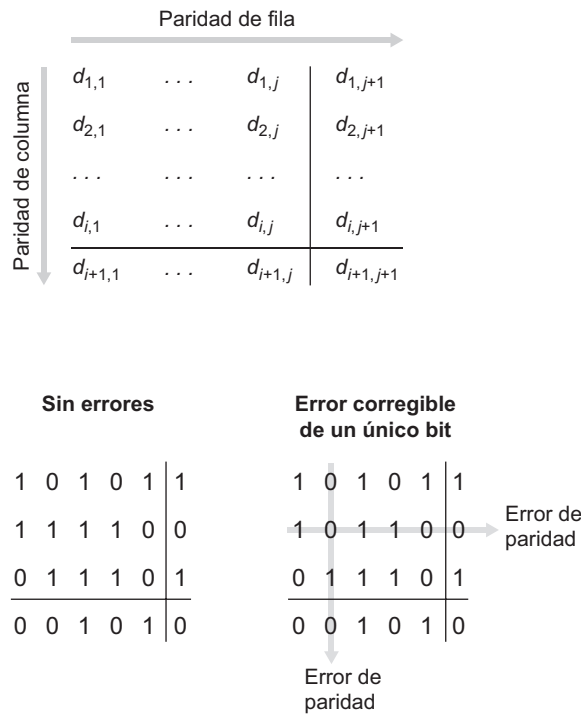 Paridad de fila
Paridad de columna
d1,1 . . . d1,j d1,j+1
d2,1 . . . d2,j d2,j+1
. . . . . . . . . . . .
di,1 . . . di,j di,j+1
di+1,1 . . . di+1,j di+1,j+1
Sin errores
1 0 1 0 1 1
1 1 1 1 0 0
0 1 1 1 0 1
0 0 1 0 1 0
Error corregible
de un único bit
1 0 1 0 1 1
1 0 1 1 0 0
0 1 1 1 0 1
0 0 1 0 1 0
Error de
paridad
Error de
paridad